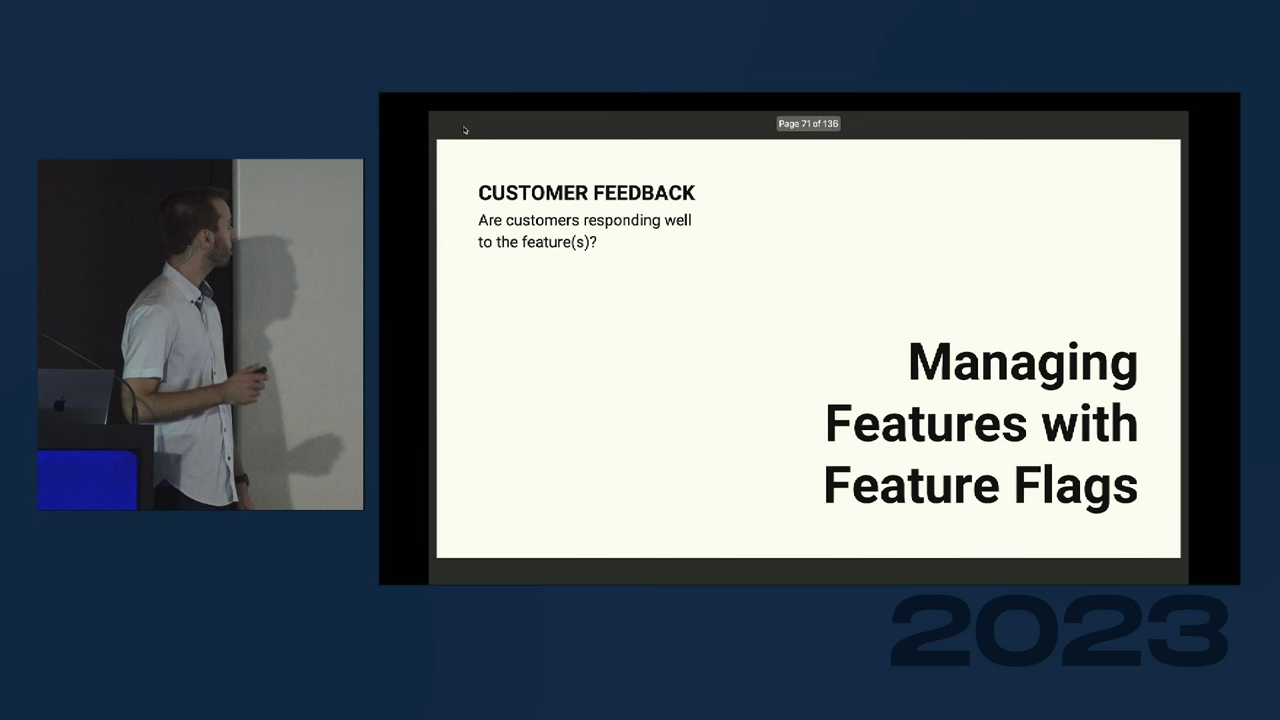 Page 71 of 136
CUSTOMER FEEDBACK
Are customers responding well
to the feature(s)?
Managing
Features with
Feature Flags
2023